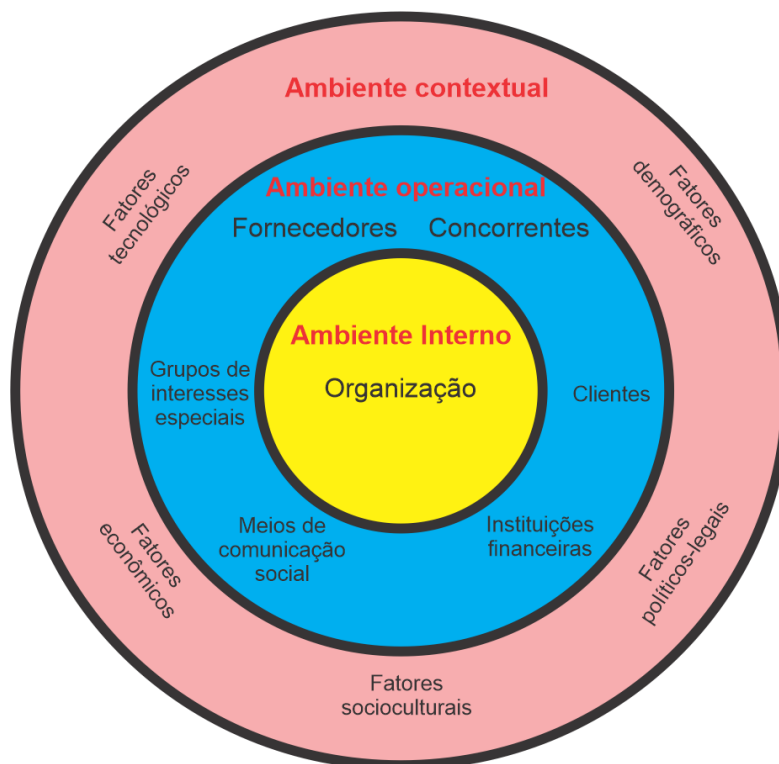 Ambiente contextual
Fatores
tecnológicos
Fatores
demográficos
Ambiente operacional
Fornecedores
Concorrentes
Ambiente Interno
Organização
Grupos de
interesses
especiais
Clientes
Meios de
comunicação
social
Instituições
financeiras
Fatores
econômicos
Fatores
políticos-legais
Fatores
socioculturais